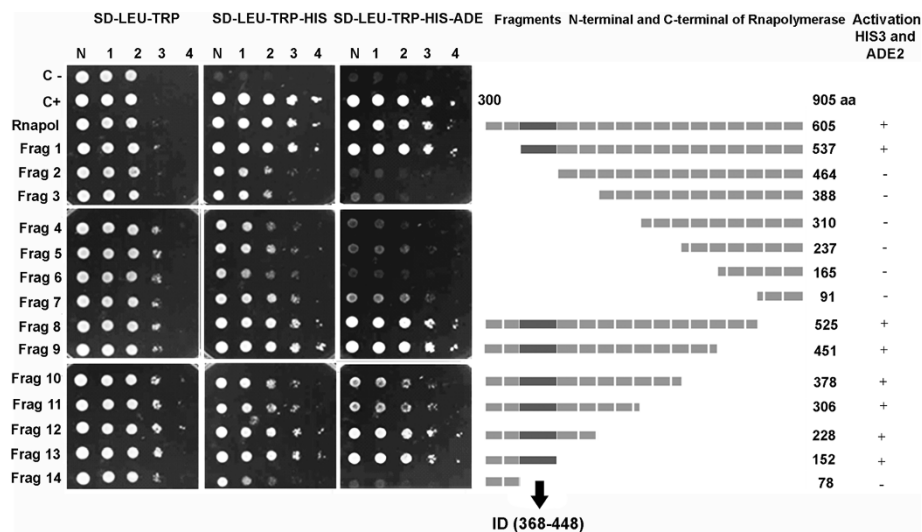 SD-LEU-TRP SD-LEU-TRP-HIS SD-LEU-TRP-HIS-ADE Fragments N-terminal and C-terminal of Rnapolymerase Activation HIS3 and ADE2
N 1 2 3 4 N 1 2 3 4 N 1 2 3 4
C -
C+ 300 905 aa
Rnapol 605 +
Frag 1 537 +
Frag 2 464 -
Frag 3 388 -
Frag 4 310 -
Frag 5 237 -
Frag 6 165 -
Frag 7 91 -
Frag 8 525 +
Frag 9 451 +
Frag 10 378 +
Frag 11 306 +
Frag 12 228 +
Frag 13 152 +
Frag 14 78 -
ID (368-448)